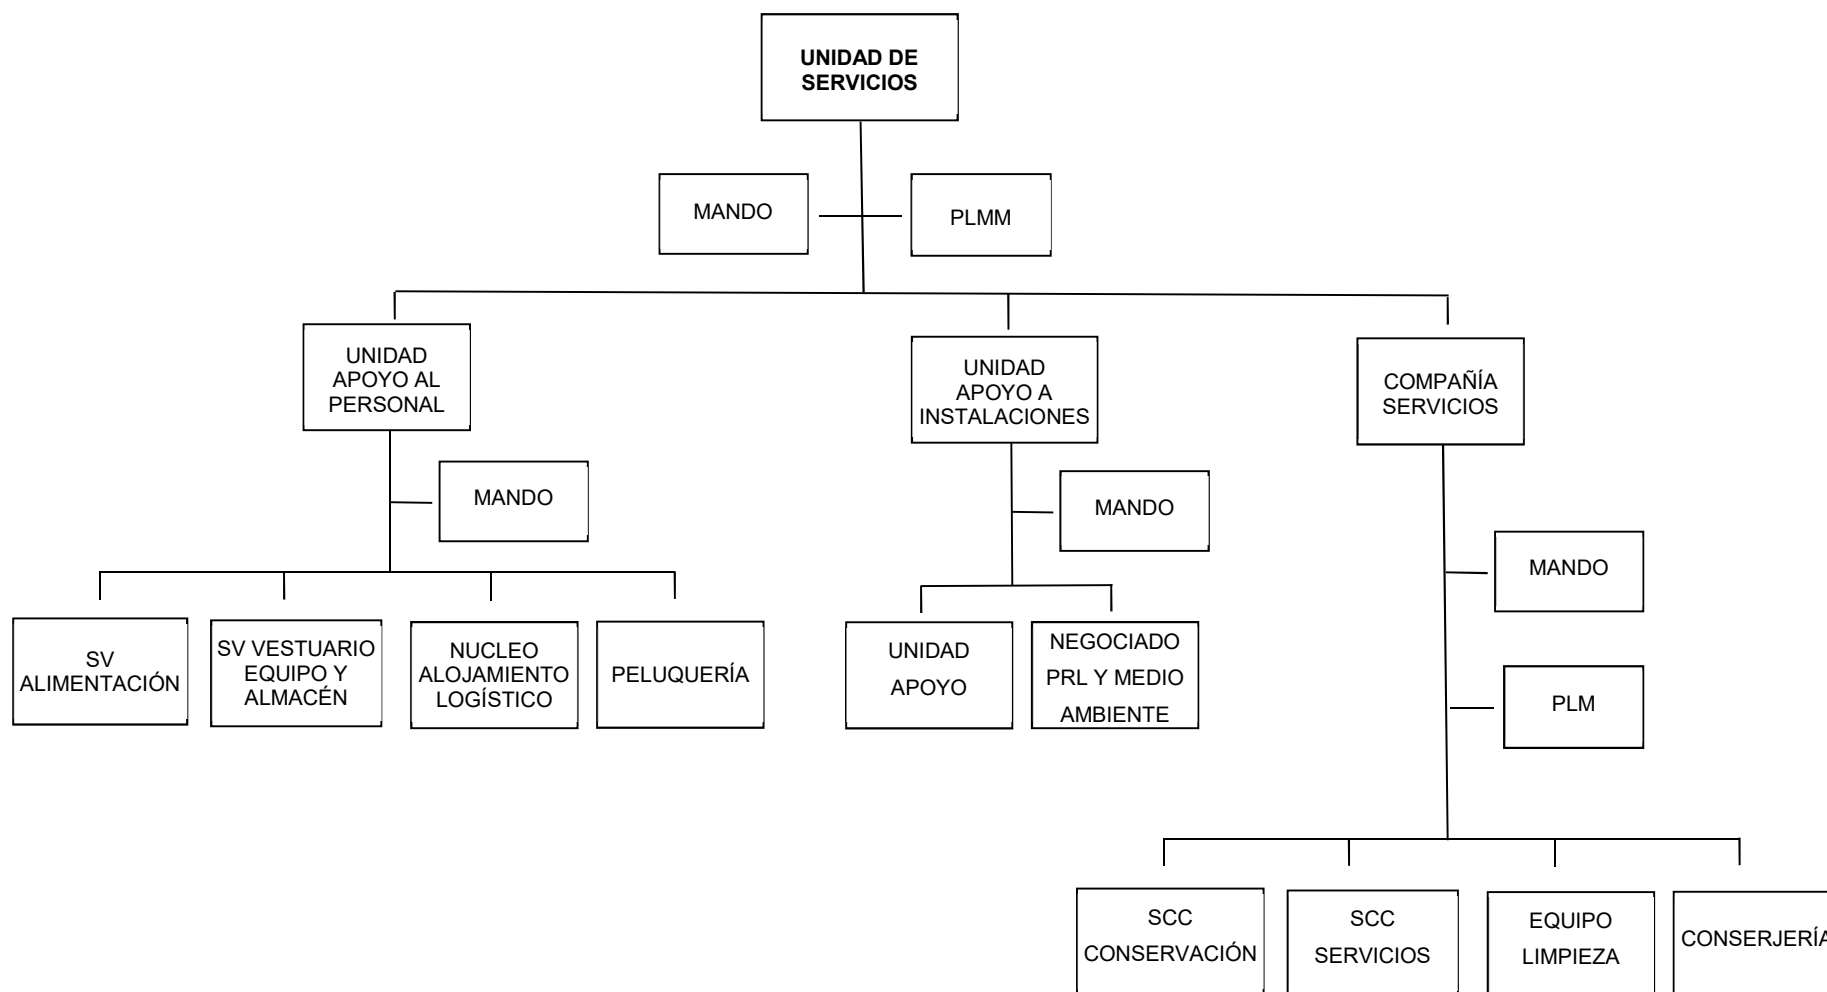 UNIDAD DE
SERVICIOS
MANDO
PLMM
UNIDAD
APOYO AL
PERSONAL
UNIDAD
APOYO A
INSTALACIONES
COMPAÑÍA
SERVICIOS
MANDO
MANDO
MANDO
SV
ALIMENTACIÓN
SV VESTUARIO
EQUIPO Y
ALMACÉN
NUCLEO
ALOJAMIENTO
LOGÍSTICO
PELUQUERÍA
UNIDAD
APOYO
NEGOCIADO
PRL Y MEDIO
AMBIENTE
PLM
SCC
CONSERVACIÓN
SCC
SERVICIOS
EQUIPO
LIMPIEZA
CONSERJERÍA